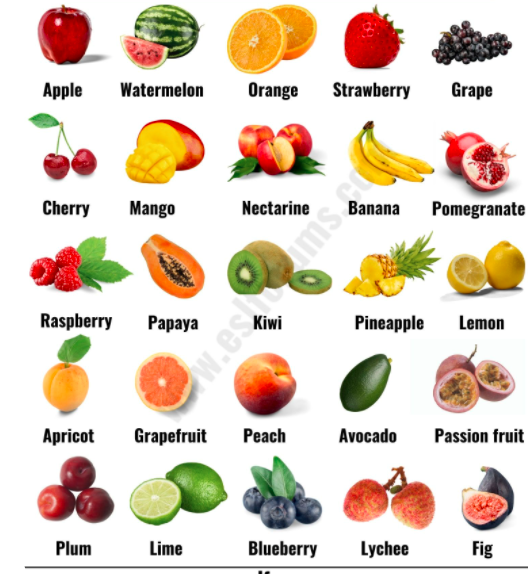 Apple Watermelon Orange Strawberry Grape
Cherry Mango Nectarine Banana Pomegranate
Raspberry Papaya Kiwi Pineapple Lemon
Apricot Grapefruit Peach Avocado Passion fruit
Plum Lime Blueberry Lychee Fig